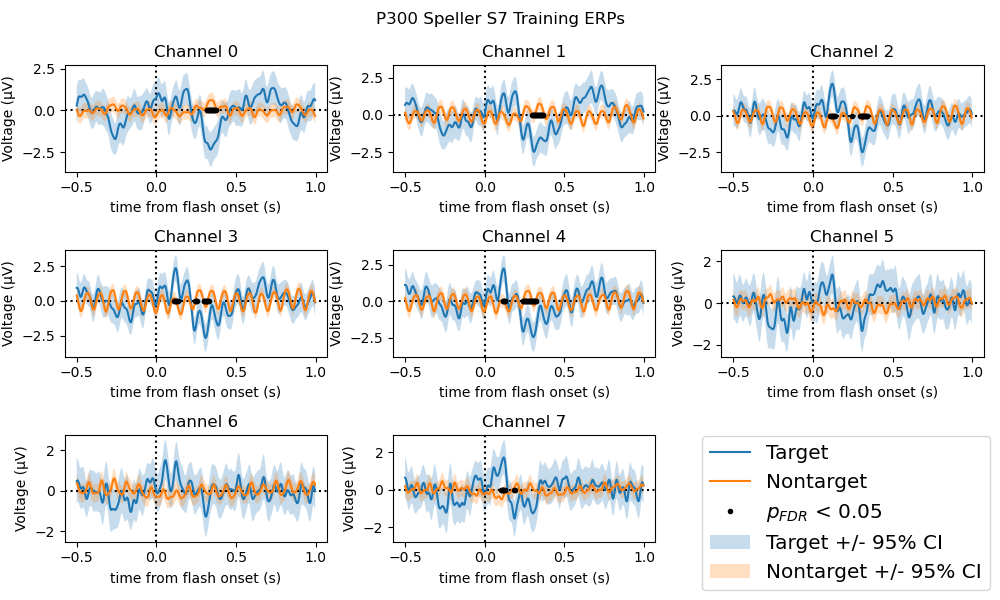 P300 Speller S7 Training ERPs
Channel 0
Channel 1
Channel 2
Voltage (μV)
2.5
0.0
−2.5
−0.5 0.0 0.5 1.0
time from flash onset (s)
Voltage (μV)
2.5
0.0
−2.5
−0.5 0.0 0.5 1.0
time from flash onset (s)
Voltage (μV)
2.5
0.0
−2.5
−0.5 0.0 0.5 1.0
time from flash onset (s)
Channel 3
Channel 4
Channel 5
Voltage (μV)
2.5
0.0
−2.5
−0.5 0.0 0.5 1.0
time from flash onset (s)
Voltage (μV)
2.5
0.0
−2.5
−0.5 0.0 0.5 1.0
time from flash onset (s)
Voltage (μV)
2
0
−2
−0.5 0.0 0.5 1.0
time from flash onset (s)
Channel 6
Channel 7
Voltage (μV)
2
0
−2
−0.5 0.0 0.5 1.0
time from flash onset (s)
Voltage (μV)
2
0
−2
−0.5 0.0 0.5 1.0
time from flash onset (s)
Target
Nontarget
pFDR < 0.05
Target +/- 95% CI
Nontarget +/- 95% CI